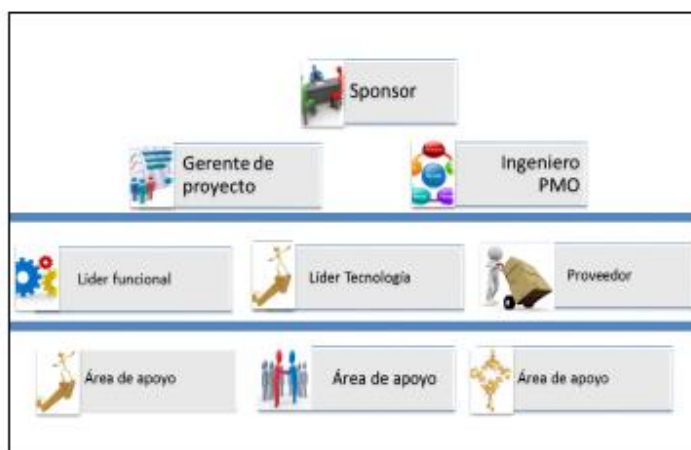 Sponsor
Gerente de
proyecto
Ingeniero
PMO
Líder funcional
Líder Tecnología
Proveedor
Área de apoyo
Área de apoyo
Área de apoyo